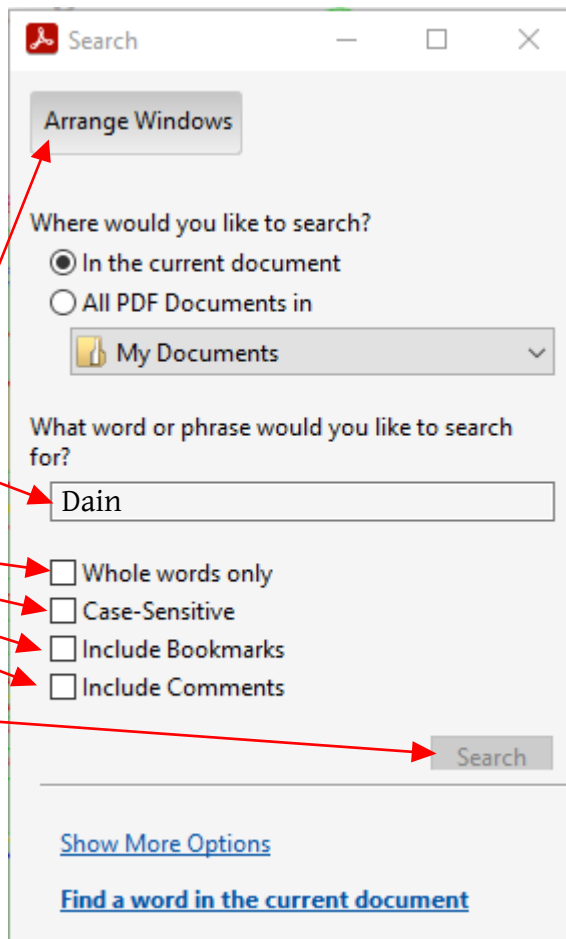 Search
Arrange Windows
Where would you like to search?
In the current document
All PDF Documents in
My Documents
What word or phrase would you like to search
for?
Dain
Whole words only
Case-Sensitive
Include Bookmarks
Include Comments
Search
Show More Options
Find a word in the current document